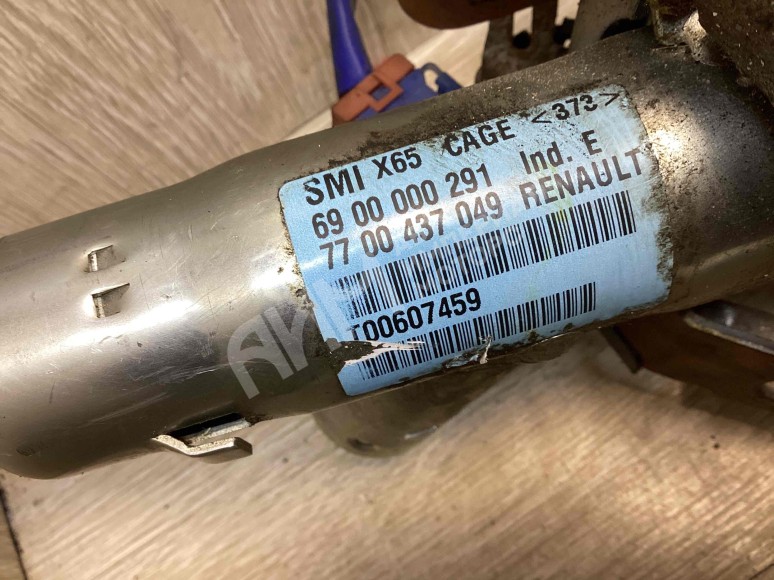 SMI X65 CAGE <373>
69 00 000 291 Ind. E
77 00 437 049 RENAULT
T00607459